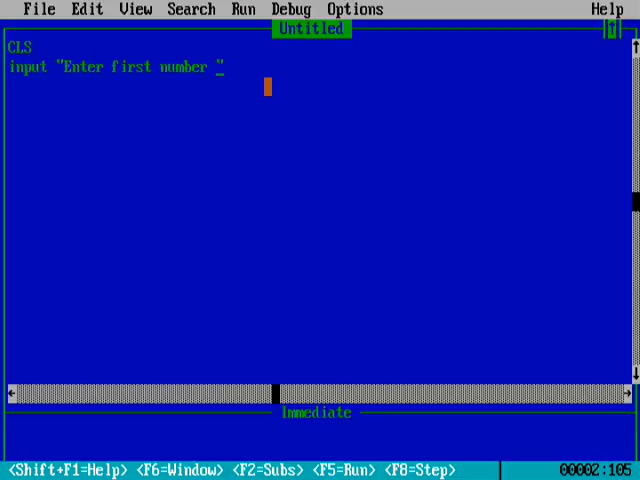 File Edit View Search Run Debug Options Help
Untitled
CLS
input "Enter first number "
Immediate
<Shift+F1=Help> <F6=Window> <F2=Subs> <F5=Run> <F8=Step> 00002:105